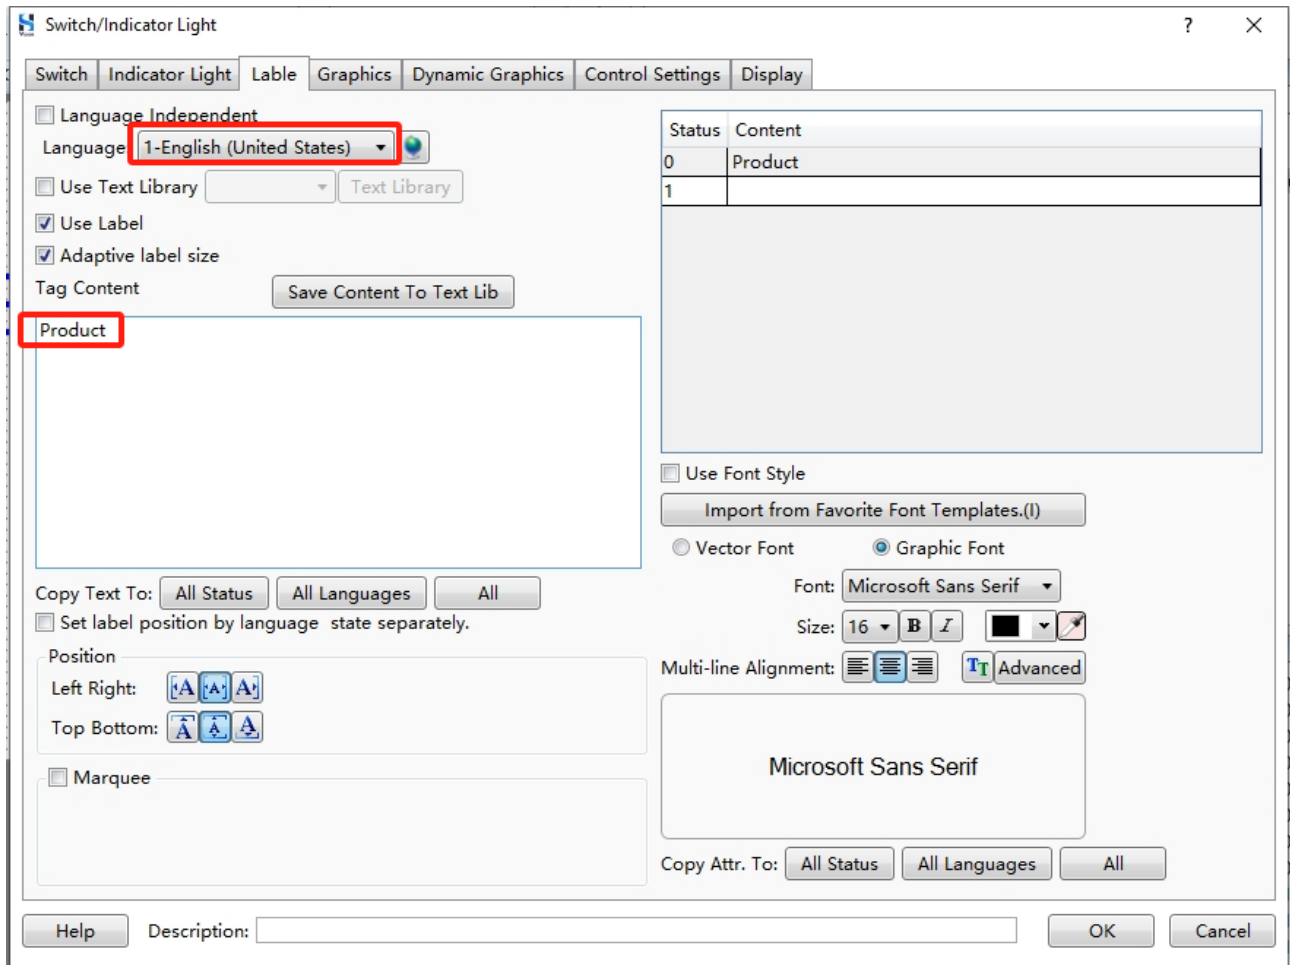 Switch/Indicator Light
?
Switch Indicator Light Lable Graphics Dynamic Graphics Control Settings Display
Language Independent
Language: 1-English (United States)
Use Text Library Text Library
Use Label
Adaptive label size
Tag Content Save Content To Text Lib
Product
Copy Text To: All Status All Languages All
Set label position by language state separately.
Position
Left Right: A A A
Top Bottom: A A A
Marquee
Status Content
0 Product
1
Use Font Style
Import from Favorite Font Templates.(I)
Vector Font Graphic Font
Font: Microsoft Sans Serif
Size: 16 B I
Multi-line Alignment: TT Advanced
Microsoft Sans Serif
Copy Attr. To: All Status All Languages All
Help Description: OK Cancel